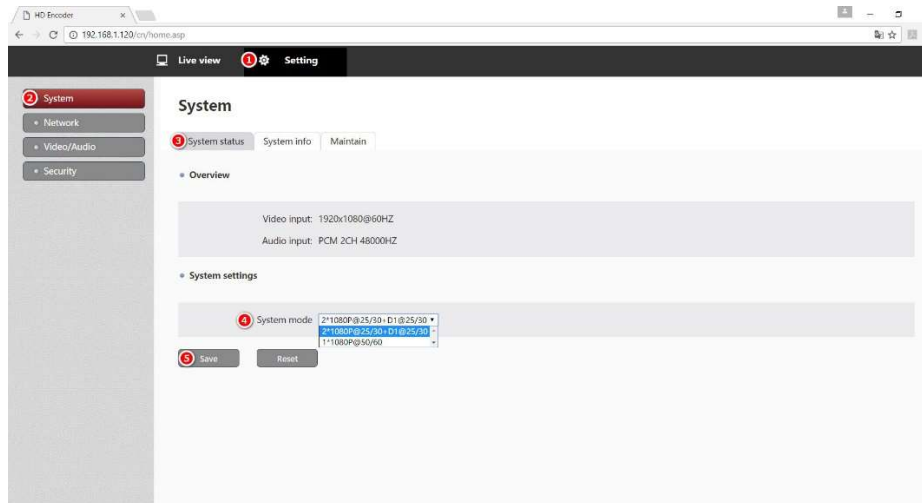 HD Encoder
192.168.1.120/cn/home.asp
Live view 1 Setting
2 System
Network
Video/Audio
Security
System
3 System status System info Maintain
Overview
Video input: 1920x1080@60HZ
Audio input: PCM 2CH 48000HZ
System settings
4 System mode 2*1080P@25/30+D1@25/30
2*1080P@25/30+D1@25/30
1*1080P@50/60
5 Save Reset